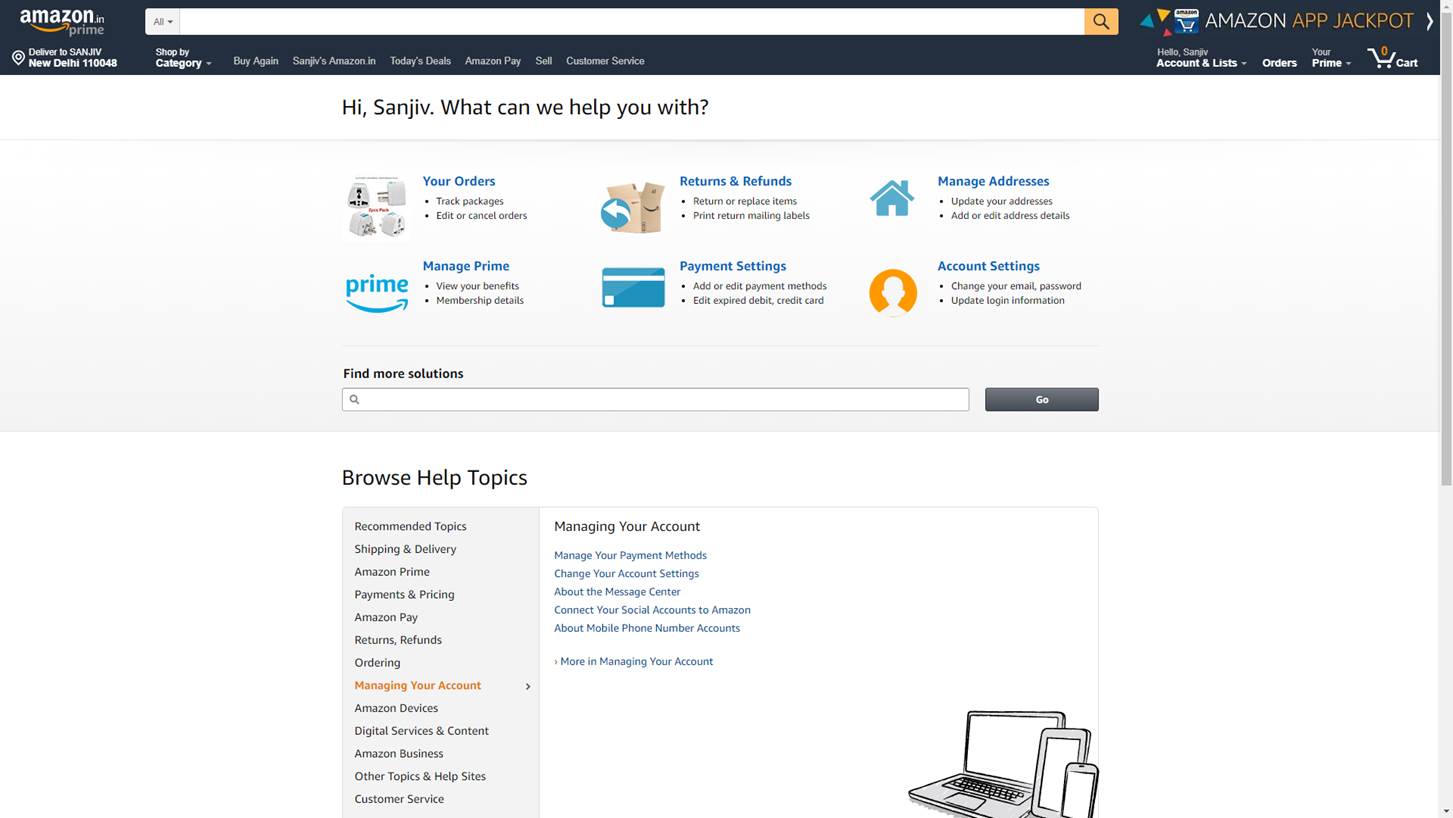 amazon.in
prime
All
AMAZON APP JACKPOT
Deliver to SANJIV
New Delhi 110048
Shop by
Category
Buy Again
Sanjiv's Amazon.in
Today's Deals
Amazon Pay
Sell
Customer Service
Hello, Sanjiv
Account & Lists
Orders
Your
Prime
0
Cart
Hi, Sanjiv. What can we help you with?
Your Orders
Track packages
Edit or cancel orders
Returns & Refunds
Return or replace items
Print return mailing labels
Manage Addresses
Update your addresses
Add or edit address details
prime
Manage Prime
View your benefits
Membership details
Payment Settings
Add or edit payment methods
Edit expired debit, credit card
Account Settings
Change your email, password
Update login information
Find more solutions
Go
Browse Help Topics
Recommended Topics
Shipping & Delivery
Amazon Prime
Payments & Pricing
Amazon Pay
Returns, Refunds
Ordering
Managing Your Account
Amazon Devices
Digital Services & Content
Amazon Business
Other Topics & Help Sites
Customer Service
Managing Your Account
Manage Your Payment Methods
Change Your Account Settings
About the Message Center
Connect Your Social Accounts to Amazon
About Mobile Phone Number Accounts
› More in Managing Your Account